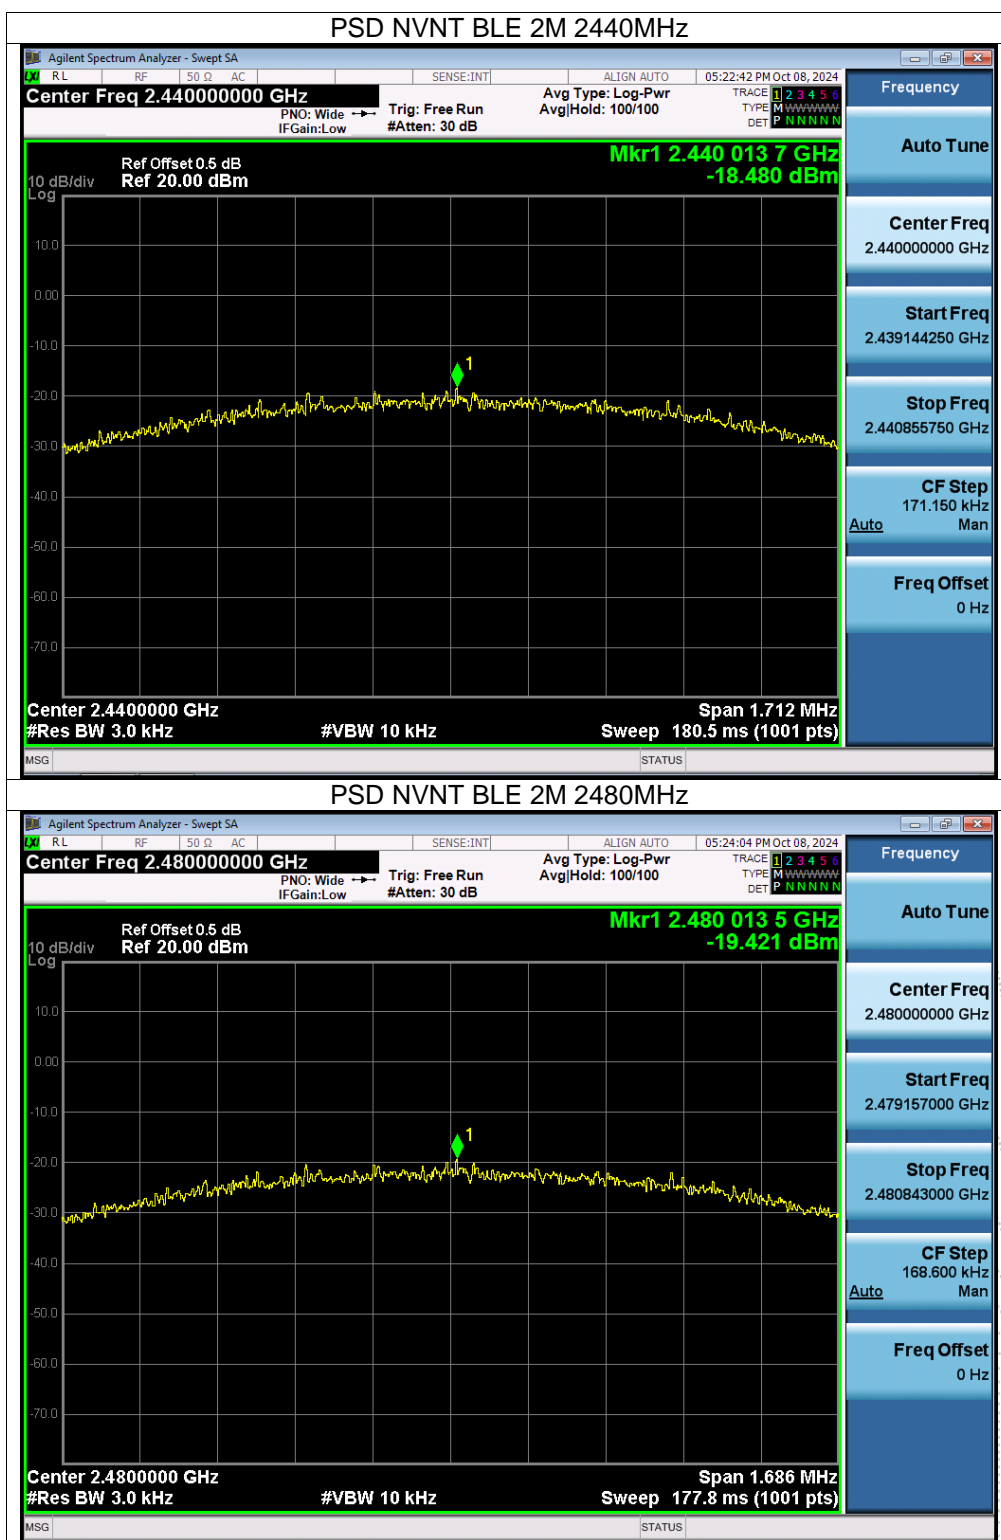 PSD NVNT BLE 2M 2440MHz
Agilent Spectrum Analyzer - Swept SA
LXI RL RF 50 Ω AC SENSE:INT ALIGN AUTO 05:22:42 PM Oct 08, 2024
Center Freq 2.440000000 GHz
PNO: Wide
IFGain:Low
Trig: Free Run
#Atten: 30 dB
Avg Type: Log-Pwr
Avg|Hold: 100/100
TRACE 1 2 3 4 5 6
TYPE M WWWWW
DET P N N N N N
Mkr1 2.440 013 7 GHz
-18.480 dBm
Ref Offset 0.5 dB
10 dB/div Ref 20.00 dBm
Log
10.0
0.00
-10.0
1
-20.0
-30.0
-40.0
-50.0
-60.0
-70.0
Center 2.4400000 GHz Span 1.712 MHz
#Res BW 3.0 kHz #VBW 10 kHz Sweep 180.5 ms (1001 pts)
MSG STATUS
Frequency
Auto Tune
Center Freq
2.440000000 GHz
Start Freq
2.439144250 GHz
Stop Freq
2.440855750 GHz
CF Step
171.150 kHz
Auto Man
Freq Offset
0 Hz
PSD NVNT BLE 2M 2480MHz
Agilent Spectrum Analyzer - Swept SA
LXI RL RF 50 Ω AC SENSE:INT ALIGN AUTO 05:24:04 PM Oct 08, 2024
Center Freq 2.480000000 GHz
PNO: Wide
IFGain:Low
Trig: Free Run
#Atten: 30 dB
Avg Type: Log-Pwr
Avg|Hold: 100/100
TRACE 1 2 3 4 5 6
TYPE M WWWWW
DET P N N N N N
Mkr1 2.480 013 5 GHz
-19.421 dBm
Ref Offset 0.5 dB
10 dB/div Ref 20.00 dBm
Log
10.0
0.00
-10.0
1
-20.0
-30.0
-40.0
-50.0
-60.0
-70.0
Center 2.4800000 GHz Span 1.686 MHz
#Res BW 3.0 kHz #VBW 10 kHz Sweep 177.8 ms (1001 pts)
MSG STATUS
Frequency
Auto Tune
Center Freq
2.480000000 GHz
Start Freq
2.479157000 GHz
Stop Freq
2.480843000 GHz
CF Step
168.600 kHz
Auto Man
Freq Offset
0 Hz